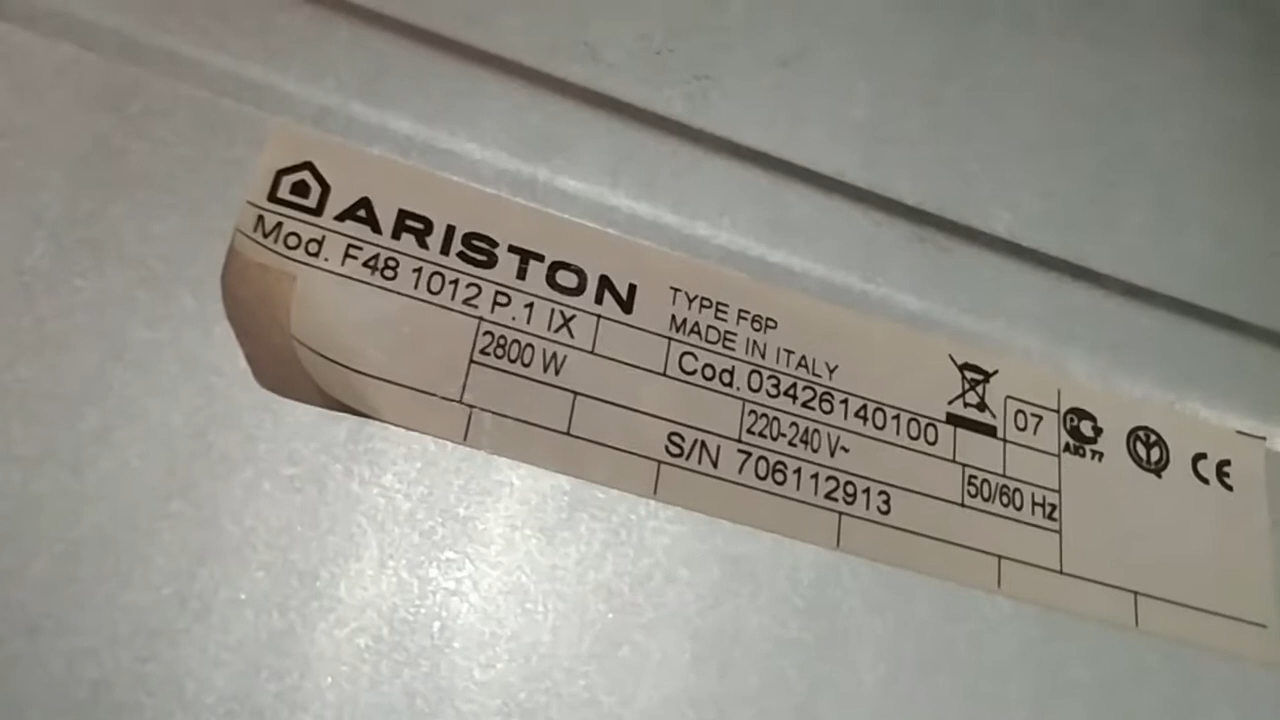 ARISTON
TYPE F6P
MADE IN ITALY
Mod. F48 1012 P.1 IX
Cod. 03426140100
07
2800 W
220-240 V~
50/60 Hz
S/N 706112913
CE